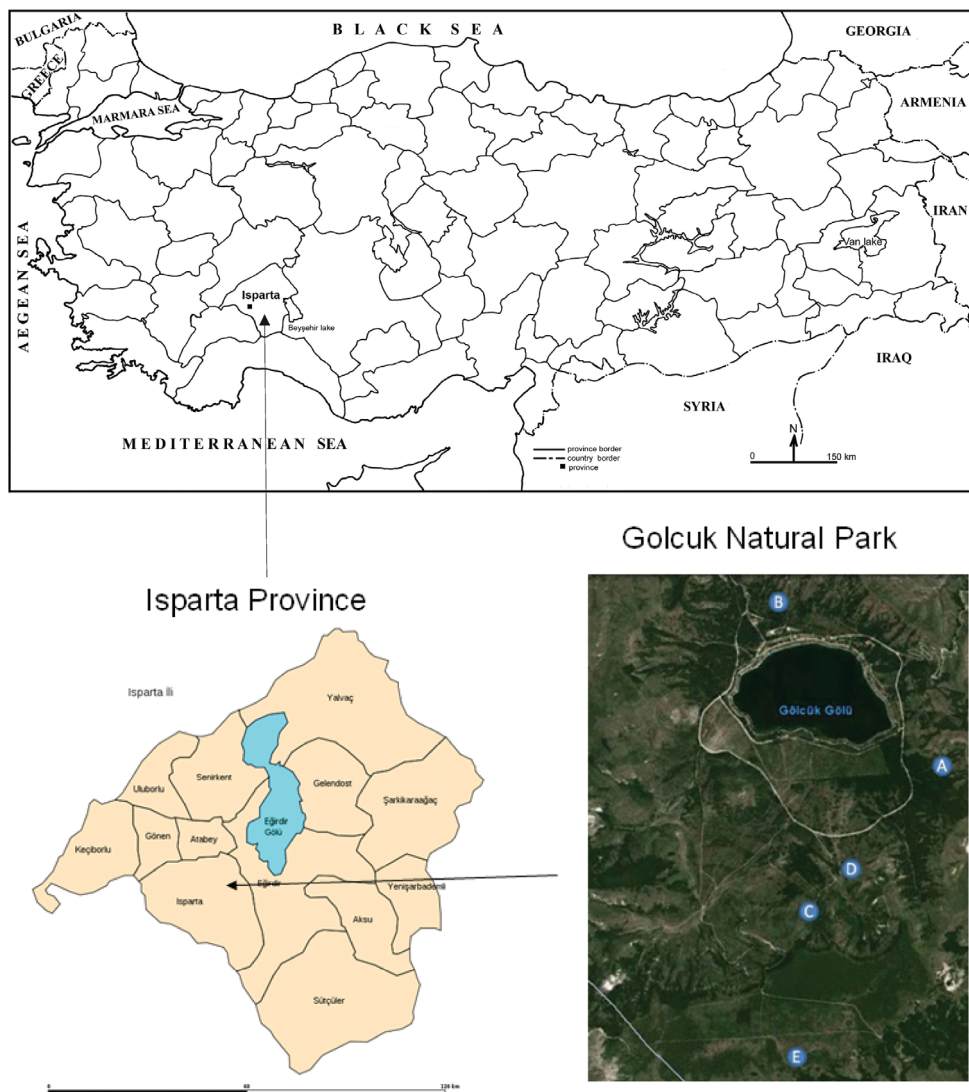 BULGARIA
GREECE
BLACK SEA
GEORGIA
MARMARA SEA
ARMENIA
AEGEAN SEA
IRAN
Van lake
Isparta
Beyşehir lake
IRAQ
SYRIA
MEDITERRANEAN SEA
province border
country border
province
N
0 150 km
Golcuk Natural Park
Isparta Province
B
Isparta İli
Yalvaç
Gölcük Gölü
Senirkent
Gelendost
Uluborlu
A
Şarkikaraağaç
Eğirdir
Gölü
Gönen
Atabey
Keçiborlu
D
Eğirdir
Yenişarbademli
Isparta
C
Aksu
Sütçüler
E
0 60 120 km